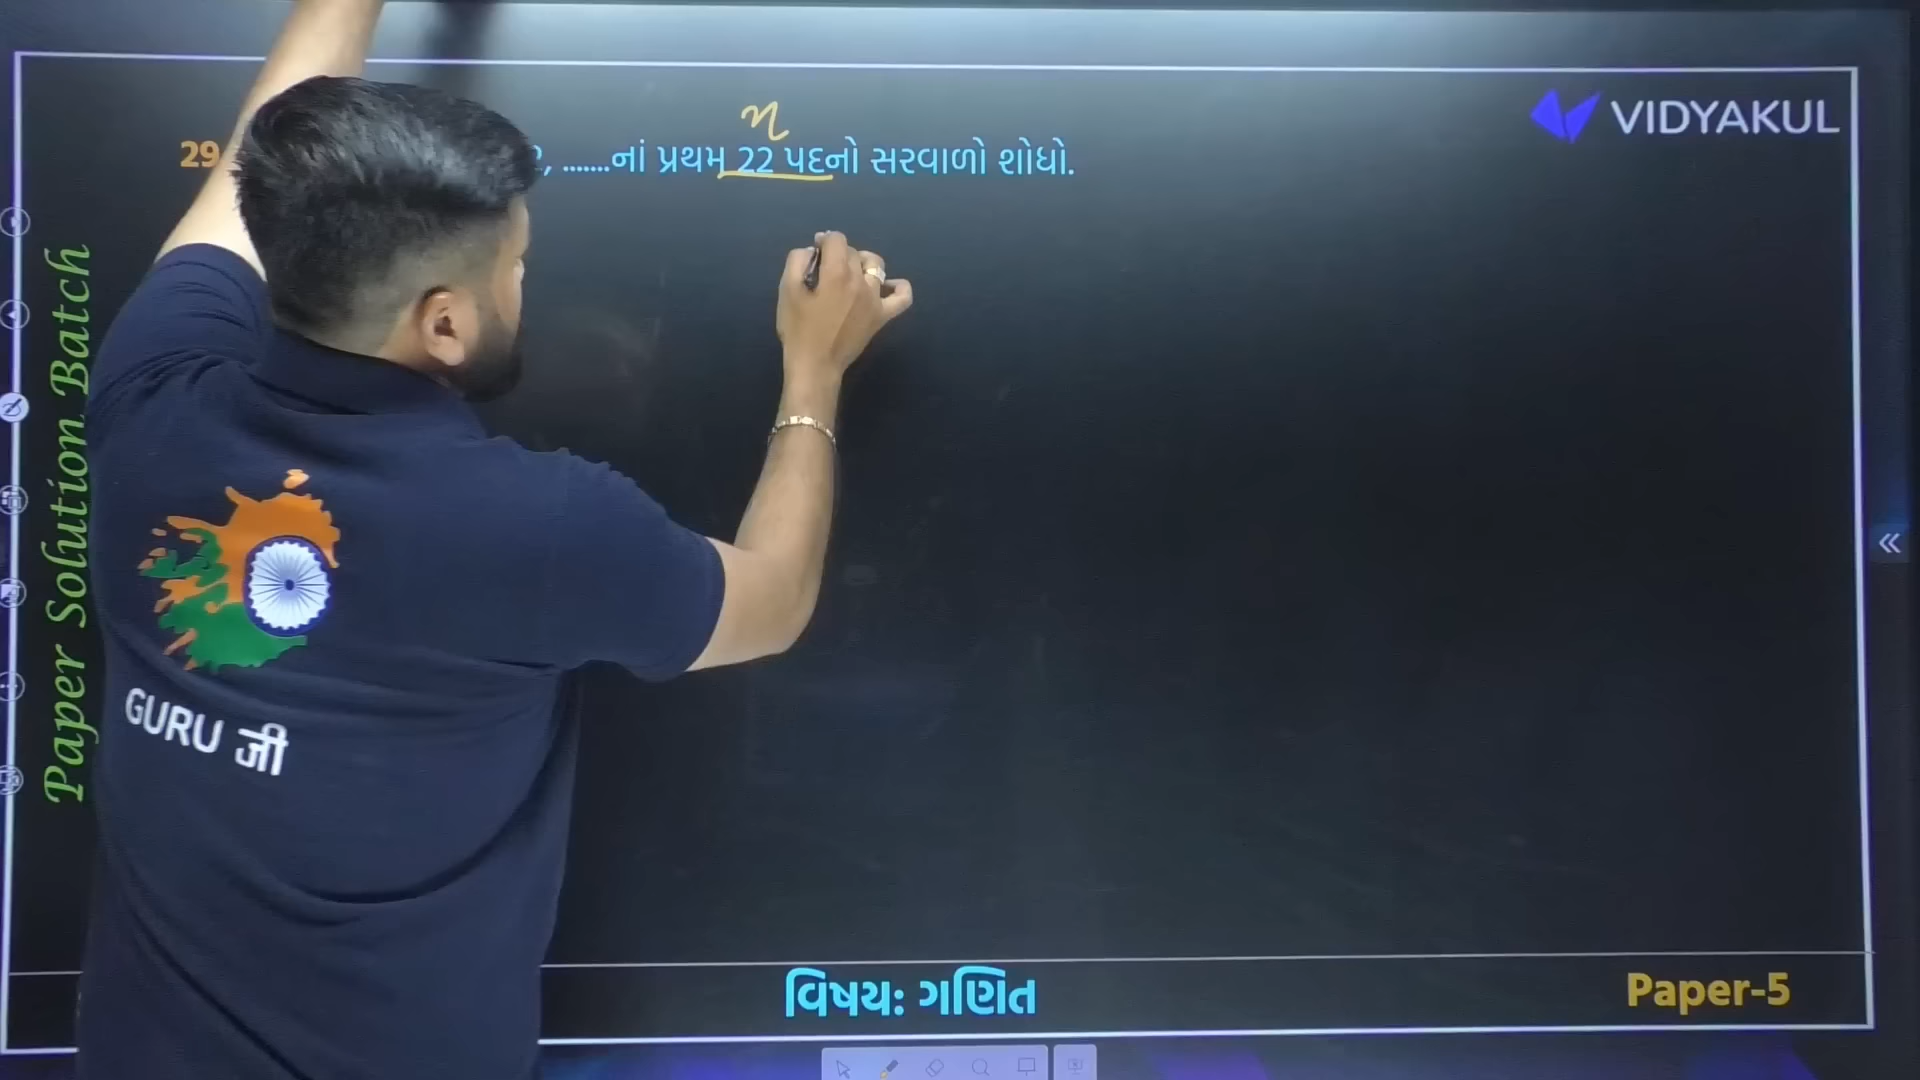 VIDYAKUL
n
29
, .......નાં પ્રથમ 22 પદનો સરવાળો શોધો.
Paper Solution Batch
GURU जी
વિષય: ગણિત
Paper-5